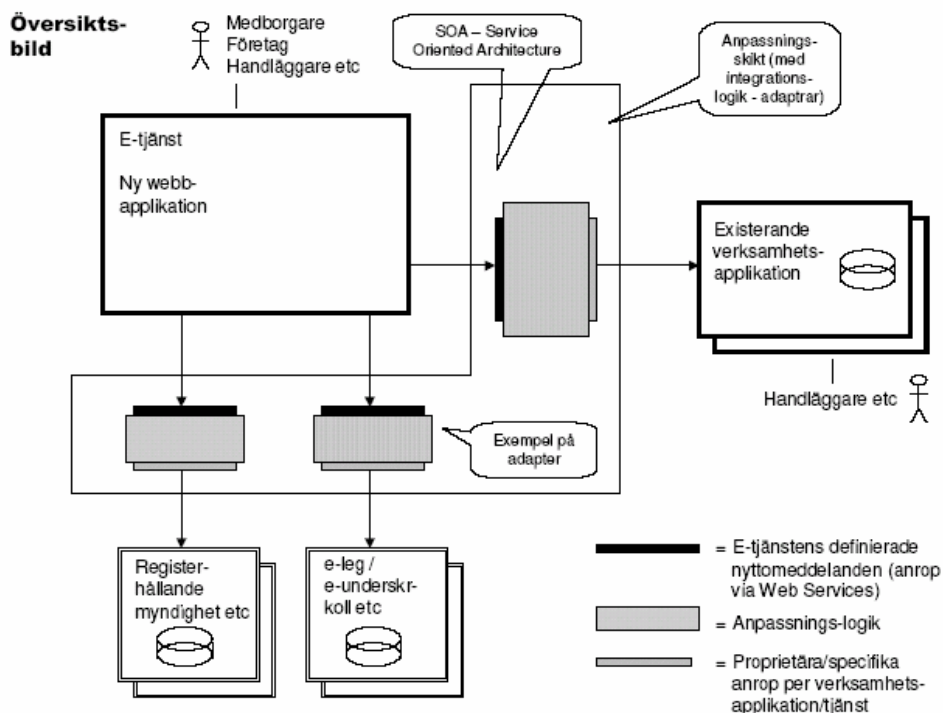 Översikts-
bild
Medborgare
Företag
Handläggare etc
SOA – Service
Oriented Architecture
Anpassnings-
skikt (med
integrations-
logik - adaptrar)
E-tjänst
Ny webb-
applikation
Existerande
verksamhets-
applikation
Handläggare etc
Exempel på
adapter
Register-
hållande
myndighet etc
e-leg /
e-underskr-
koll etc
= E-tjänstens definierade
nyttomeddelanden (anrop
via Web Services)
= Anpassnings-logik
= Proprietära/specifika
anrop per verksamhets-
applikation/tjänst